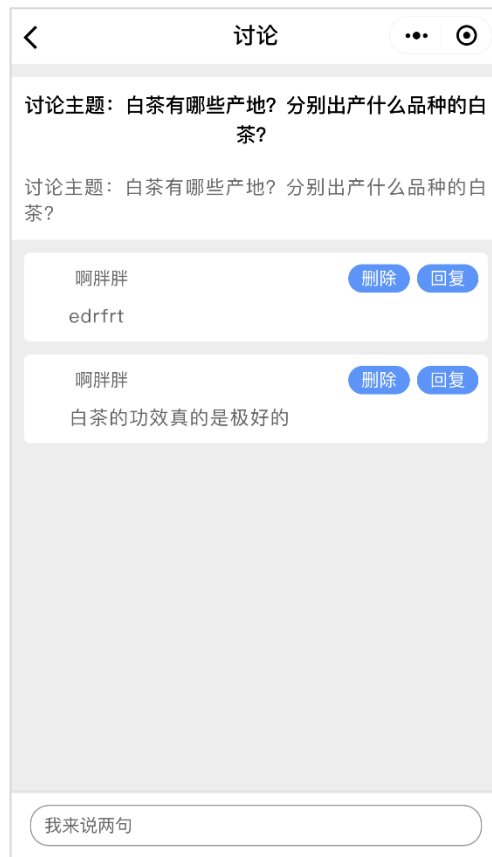 讨论
讨论主题：白茶有哪些产地？分别出产什么品种的白
茶？
讨论主题：白茶有哪些产地？分别出产什么品种的白
茶？
啊胖胖 删除 回复
edrfrt
啊胖胖 删除 回复
白茶的功效真的是极好的
我来说两句